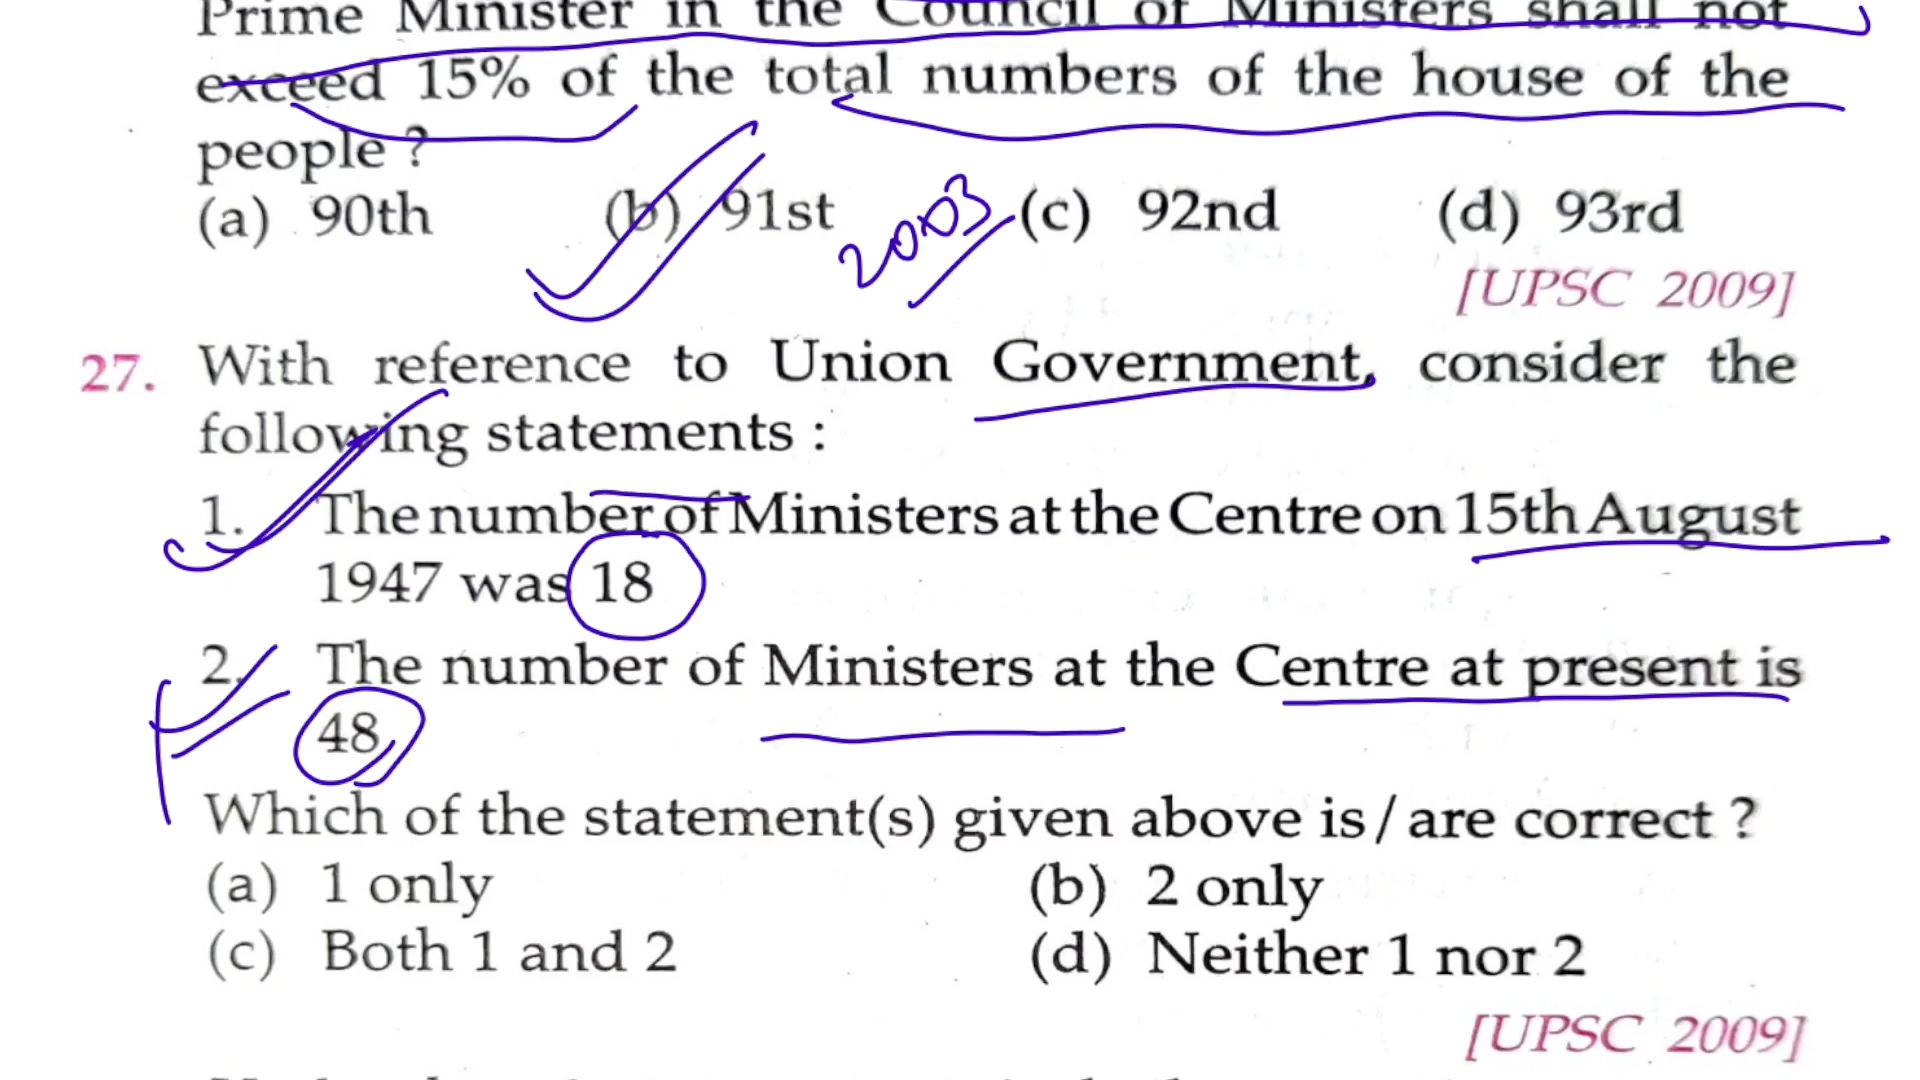 Prime Minister in the Council of Ministers shall not
exceed 15% of the total numbers of the house of the
people ?
(a) 90th (b) 91st 2003 (c) 92nd (d) 93rd
[UPSC 2009]
27. With reference to Union Government, consider the
following statements :
1. The number of Ministers at the Centre on 15th August
1947 was 18
2. The number of Ministers at the Centre at present is
48
Which of the statement(s) given above is / are correct ?
(a) 1 only (b) 2 only
(c) Both 1 and 2 (d) Neither 1 nor 2
[UPSC 2009]